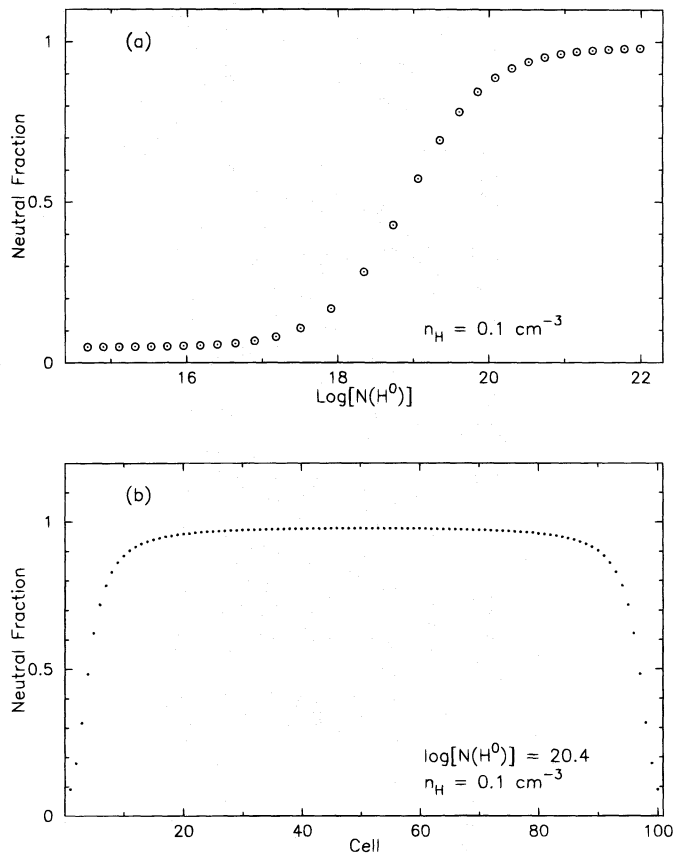 (a)
1
0.5
0
Neutral Fraction
n_H = 0.1 cm^-3
16 18 20 22
Log[N(H^0)]
(b)
1
0.5
0
Neutral Fraction
log[N(H^0)] = 20.4
n_H = 0.1 cm^-3
20 40 60 80 100
Cell